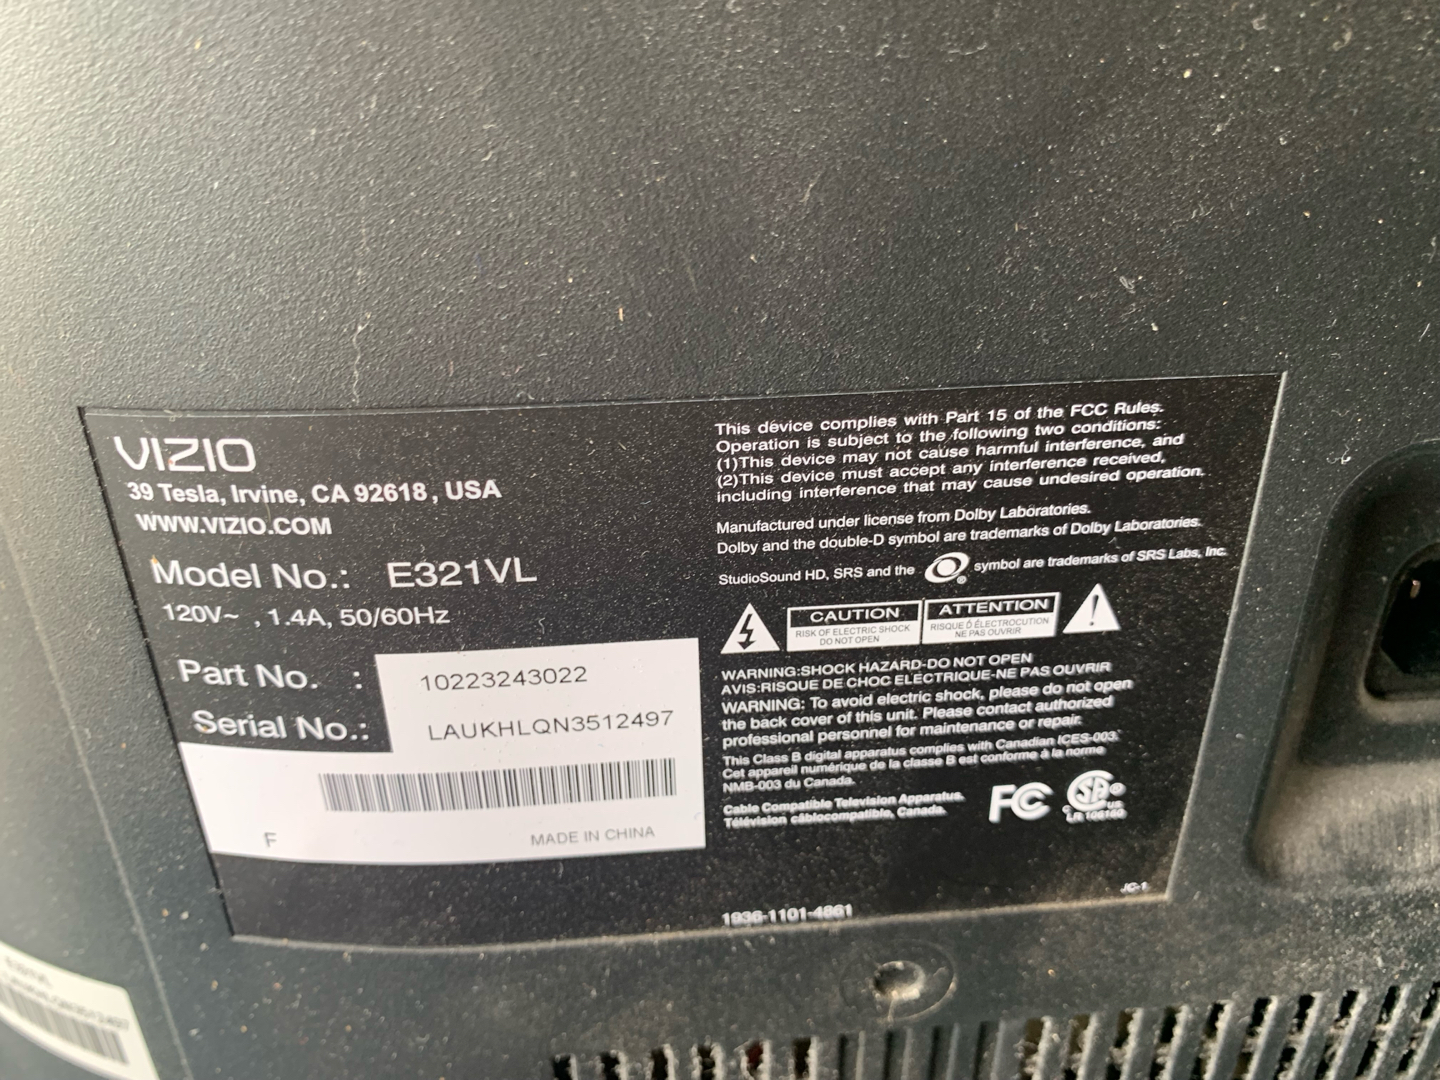 VIZIO
39 Tesla, Irvine, CA 92618 , USA
WWW.VIZIO.COM
Model No.: E321VL
120V~ , 1.4A, 50/60Hz
Part No. : 10223243022
Serial No.: LAUKHLQN3512497
F
MADE IN CHINA
This device complies with Part 15 of the FCC Rules.
Operation is subject to the following two conditions:
(1)This device may not cause harmful interference, and
(2)This device must accept any interference received,
including interference that may cause undesired operation.
Manufactured under license from Dolby Laboratories.
Dolby and the double-D symbol are trademarks of Dolby Laboratories.
StudioSound HD, SRS and the ® symbol are trademarks of SRS Labs, Inc.
CAUTION
RISK OF ELECTRIC SHOCK
DO NOT OPEN
ATTENTION
RISQUE D ÉLECTROCUTION
NE PAS OUVRIR
WARNING:SHOCK HAZARD-DO NOT OPEN
AVIS:RISQUE DE CHOC ELECTRIQUE-NE PAS OUVRIR
WARNING: To avoid electric shock, please do not open
the back cover of this unit. Please contact authorized
professional personnel for maintenance or repair.
This Class B digital apparatus complies with Canadian ICES-003.
Cet appareil numérique de la classe B est conforme à la norme
NMB-003 du Canada.
Cable Compatible Television Apparatus.
Télévision câblocompatible, Canada.
FC
C SA ® US
JC-1
1936-1101-4861